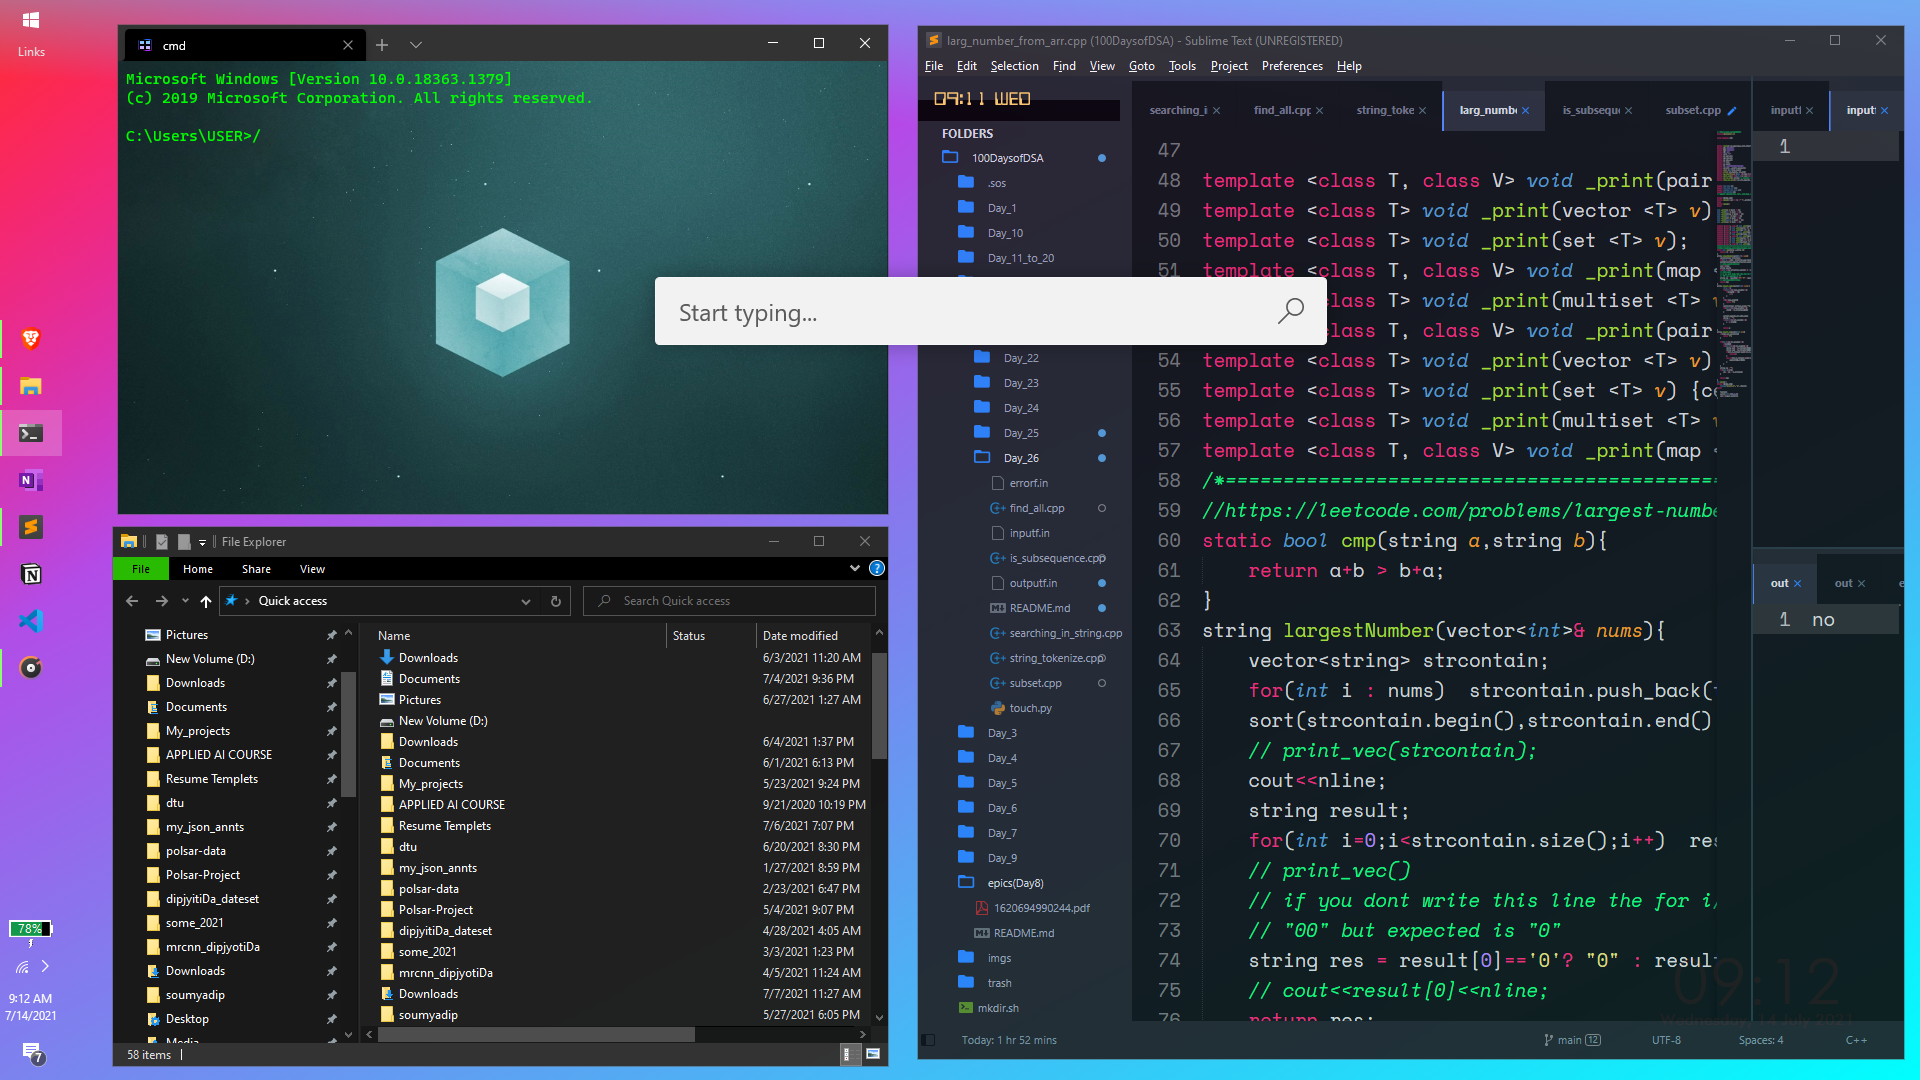 Links
78%
9:12 AM
7/14/2021
7
cmd
Microsoft Windows [Version 10.0.18363.1379]
(c) 2019 Microsoft Corporation. All rights reserved.
C:\Users\USER>/
Start typing...
File Explorer
File Home Share View
Quick access
Search Quick access
Pictures
New Volume (D:)
Downloads
Documents
My_projects
APPLIED AI COURSE
Resume Templets
dtu
my_json_annts
polsar-data
Polsar-Project
dipjyitiDa_dateset
some_2021
mrcnn_dipjyotiDa
Downloads
soumyadip
Desktop
Media
Name Status Date modified
Downloads 6/3/2021 11:20 AM
Documents 7/4/2021 9:36 PM
Pictures 6/27/2021 1:27 AM
New Volume (D:)
Downloads 6/4/2021 1:37 PM
Documents 6/1/2021 6:13 PM
My_projects 5/23/2021 9:24 PM
APPLIED AI COURSE 9/21/2020 10:19 PM
Resume Templets 7/6/2021 7:07 PM
dtu 6/20/2021 8:30 PM
my_json_annts 1/27/2021 8:59 PM
polsar-data 2/23/2021 6:47 PM
Polsar-Project 5/4/2021 9:07 PM
dipjyitiDa_dateset 4/28/2021 4:05 AM
some_2021 3/3/2021 1:23 PM
mrcnn_dipjyotiDa 4/5/2021 11:24 AM
Downloads 7/7/2021 11:27 AM
soumyadip 5/27/2021 6:05 PM
58 items
larg_number_from_arr.cpp (100DaysofDSA) - Sublime Text (UNREGISTERED)
File Edit Selection Find View Goto Tools Project Preferences Help
09:11 WED
FOLDERS
100DaysofDSA
.sos
Day_1
Day_10
Day_11_to_20
Day_22
Day_23
Day_24
Day_25
Day_26
errorf.in
find_all.cpp
inputf.in
is_subsequence.cpp
outputf.in
README.md
searching_in_string.cpp
string_tokenize.cpp
subset.cpp
touch.py
Day_3
Day_4
Day_5
Day_6
Day_7
Day_9
epics(Day8)
1620694990244.pdf
README.md
imgs
trash
mkdir.sh
searching_i find_all.cpp string_toke larg_numbe is_subsequ subset.cpp
47
48 template <class T, class V> void _print(pair
49 template <class T> void _print(vector <T> v)
50 template <class T> void _print(set <T> v);
51 template <class T, class V> void _print(map
lass T> void _print(multiset <T>
lass T, class V> void _print(pair
54 template <class T> void _print(vector <T> v)
55 template <class T> void _print(set <T> v) {ce
56 template <class T> void _print(multiset <T>
57 template <class T, class V> void _print(map <
58 /*===========================================
59 //https://leetcode.com/problems/largest-numbe
60 static bool cmp(string a,string b){
61 return a+b > b+a;
62 }
63 string largestNumber(vector<int>& nums){
64 vector<string> strcontain;
65 for(int i : nums) strcontain.push_back(
66 sort(strcontain.begin(),strcontain.end()
67 // print_vec(strcontain);
68 cout<<nline;
69 string result;
70 for(int i=0;i<strcontain.size();i++) res
71 // print_vec()
72 // if you dont write this line the for i/
73 // "00" but expected is "0"
74 string res = result[0]=='0'? "0" : result
75 // cout<<result[0]<<nline;
76 return res;
inputf input
1
out out
1 no
09:12
Wednesday, 14 July 2021
Today: 1 hr 52 mins
main 12 UTF-8 Spaces: 4 C++